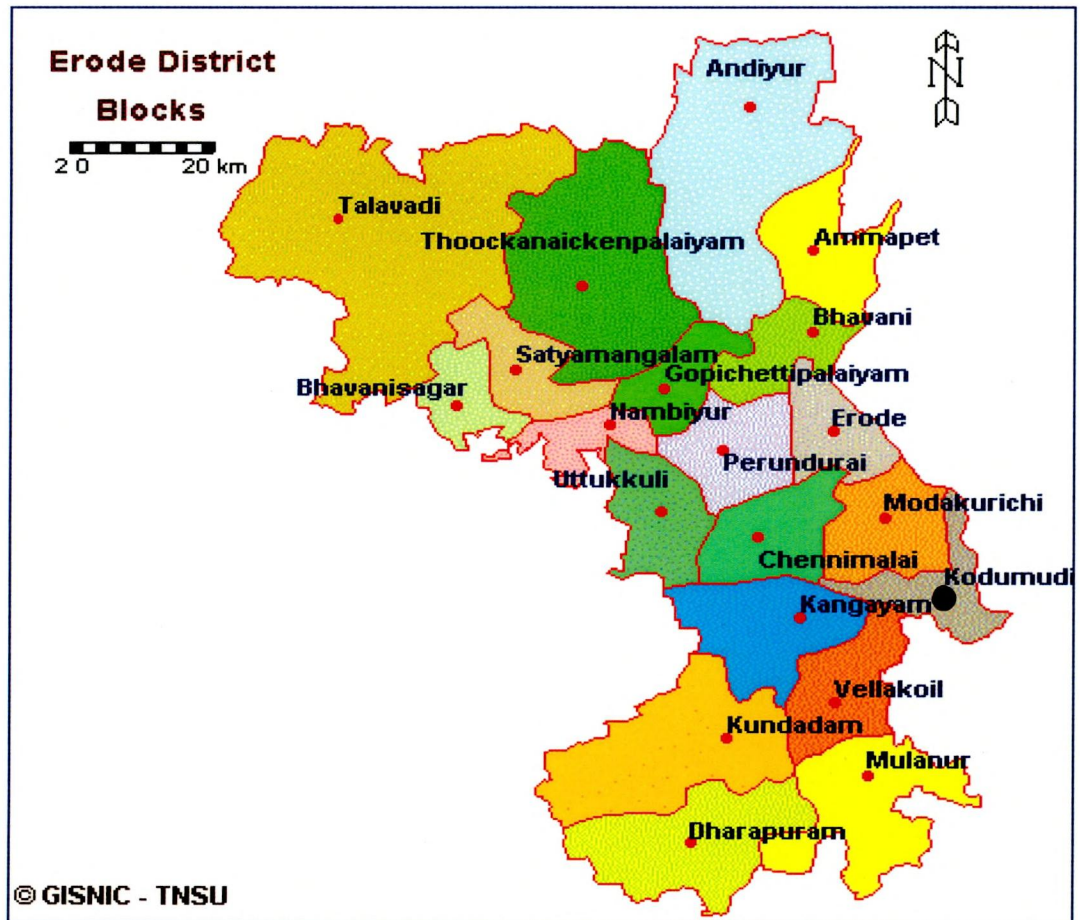 Erode District
Blocks
2 0 20 km
N
Andiyur
Talavadi
Thoockanaickenpalaiyam
Ammapet
Bhavani
Satyamangalam
Gopichettipalaiyam
Bhavanisagar
Nambiyur
Erode
Perundurai
Uttukkuli
Modakurichi
Chennimalai
Kodumudi
Kangayam
Vellakoil
Kundadam
Mulanur
Dharapuram
© GISNIC - TNSU